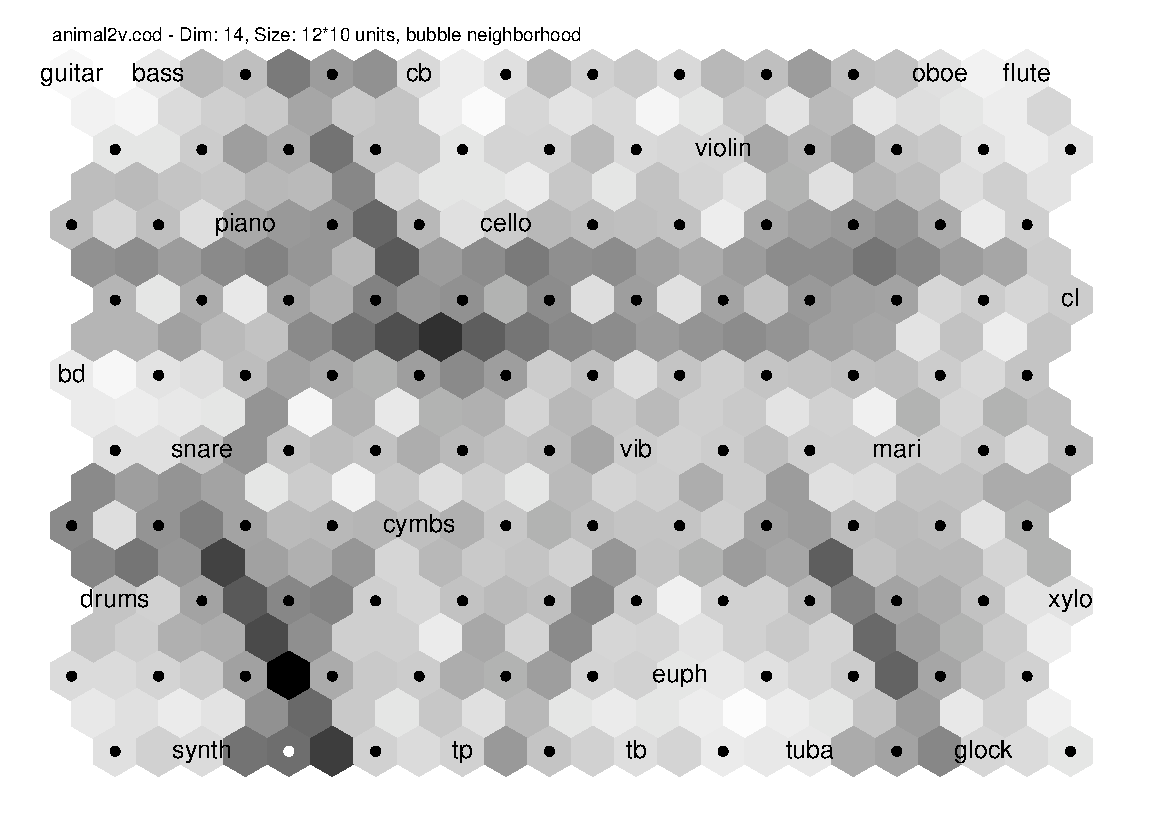 animal2v.cod - Dim: 14, Size: 12*10 units, bubble neighborhood
guitar bass cb oboe flute
violin
piano cello
cl
bd
snare vib mari
cymbs
drums xylo
euph
synth tp tb tuba glock